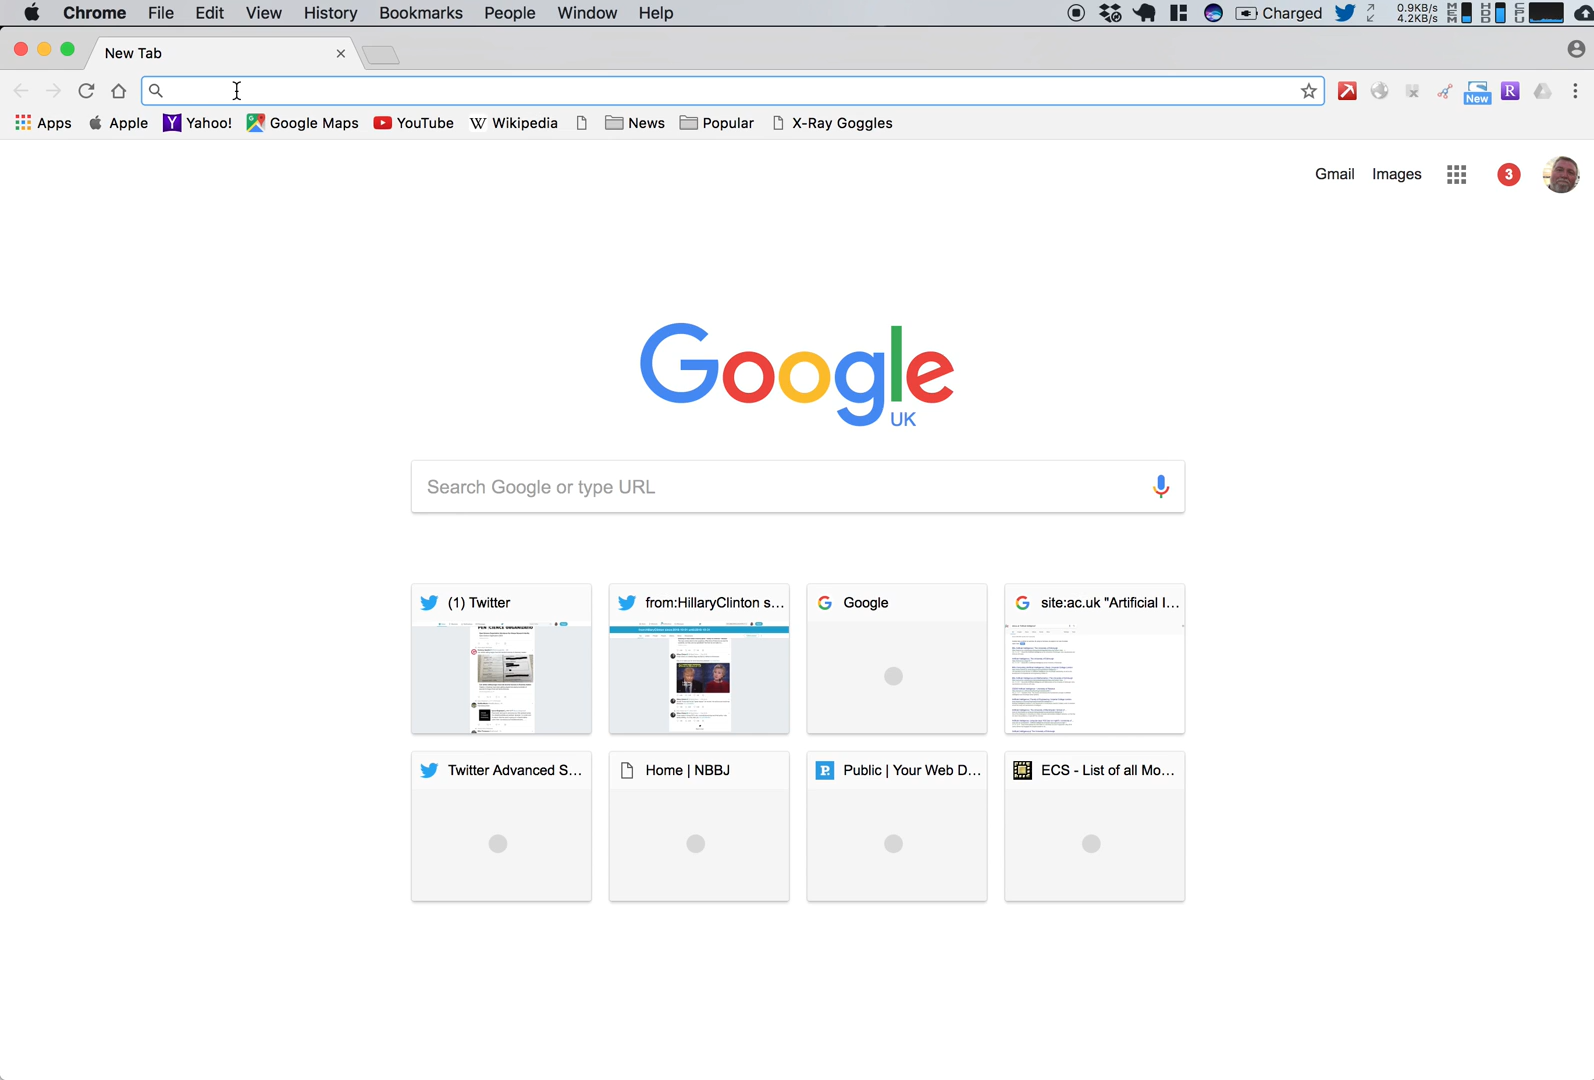 Chrome File Edit View History Bookmarks People Window Help Charged 0.9KB/s 4.2KB/s MEM HDD CPU
New Tab
New R
Apps Apple Yahoo! Google Maps YouTube W Wikipedia News Popular X-Ray Goggles
Gmail Images 3
Google
UK
Search Google or type URL
(1) Twitter from:HillaryClinton s... Google site:ac.uk "Artificial I...
Twitter Advanced S... Home | NBBJ Public | Your Web D... ECS - List of all Mo...